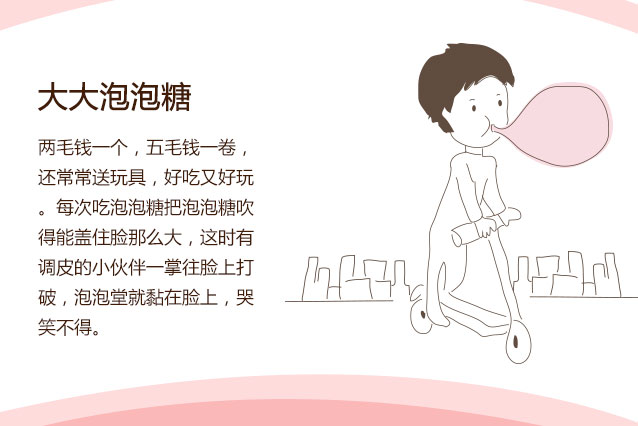 大大泡泡糖
两毛钱一个，五毛钱一卷，
还常常送玩具，好吃又好玩
。每次吃泡泡糖把泡泡糖吹
得能盖住脸那么大，这时有
调皮的小伙伴一掌往脸上打
破，泡泡堂就黏在脸上，哭
笑不得。